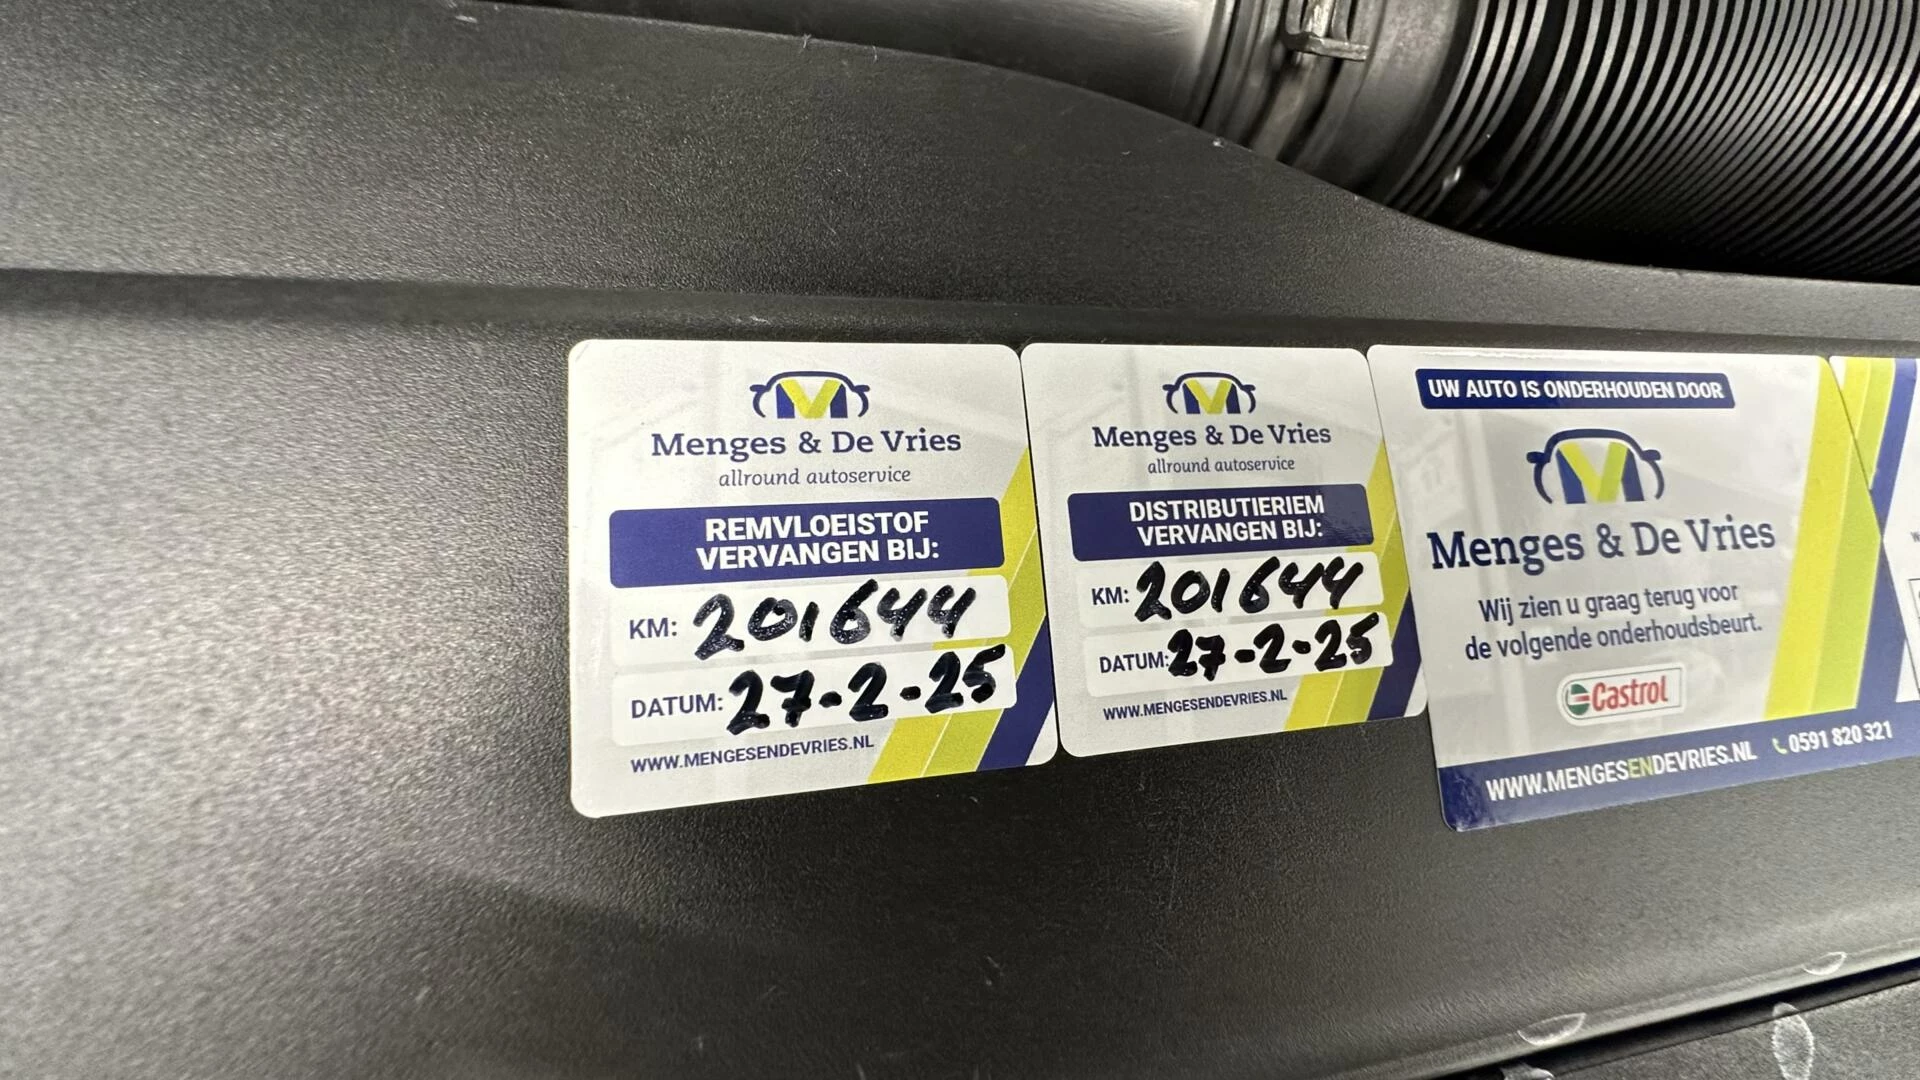 Menges & De Vries
allround autoservice
REMVLOEISTOF
VERVANGEN BIJ:
KM: 201644
DATUM: 27-2-25
WWW.MENGESENDEVRIES.NL
Menges & De Vries
allround autoservice
DISTRIBUTIERIEM
VERVANGEN BIJ:
KM: 201644
DATUM: 27-2-25
WWW.MENGESENDEVRIES.NL
UW AUTO IS ONDERHOUDEN DOOR
Menges & De Vries
Wij zien u graag terug voor
de volgende onderhoudsbeurt.
Castrol
WWW.MENGESENDEVRIES.NL 0591 820 321